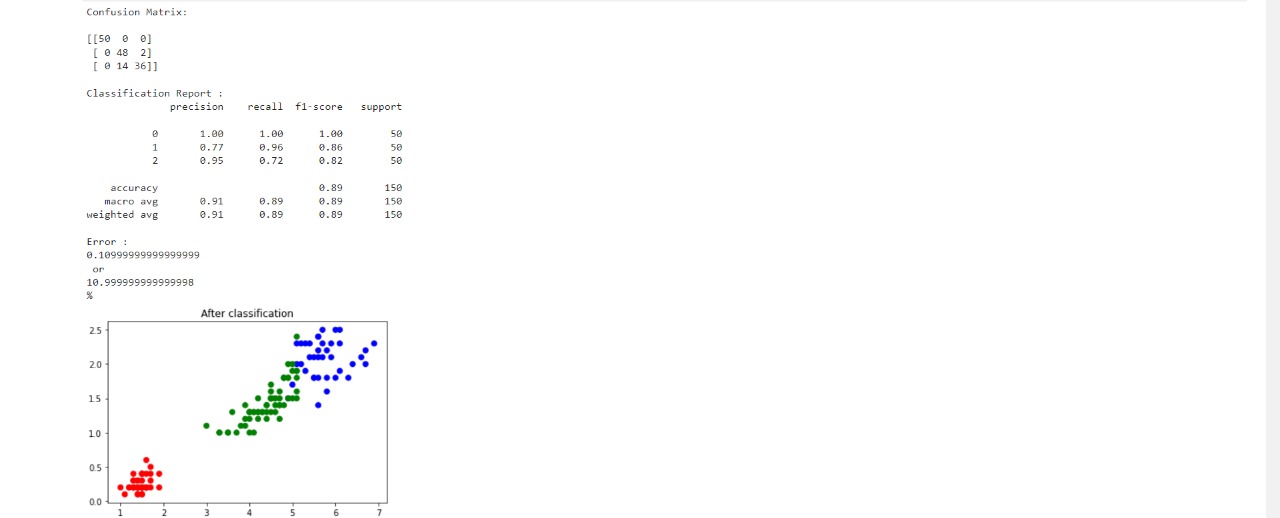 Confusion Matrix:
[[50  0  0]
 [ 0 48  2]
 [ 0 14 36]]
Classification Report :
precision    recall  f1-score   support
0       1.00      1.00      1.00        50
1       0.77      0.96      0.86        50
2       0.95      0.72      0.82        50
accuracy                           0.89       150
macro avg       0.91      0.89      0.89       150
weighted avg       0.91      0.89      0.89       150
Error :
0.10999999999999999
or
10.999999999999998
%
After classification
2.5
2.0
1.5
1.0
0.5
0.0
1 2 3 4 5 6 7